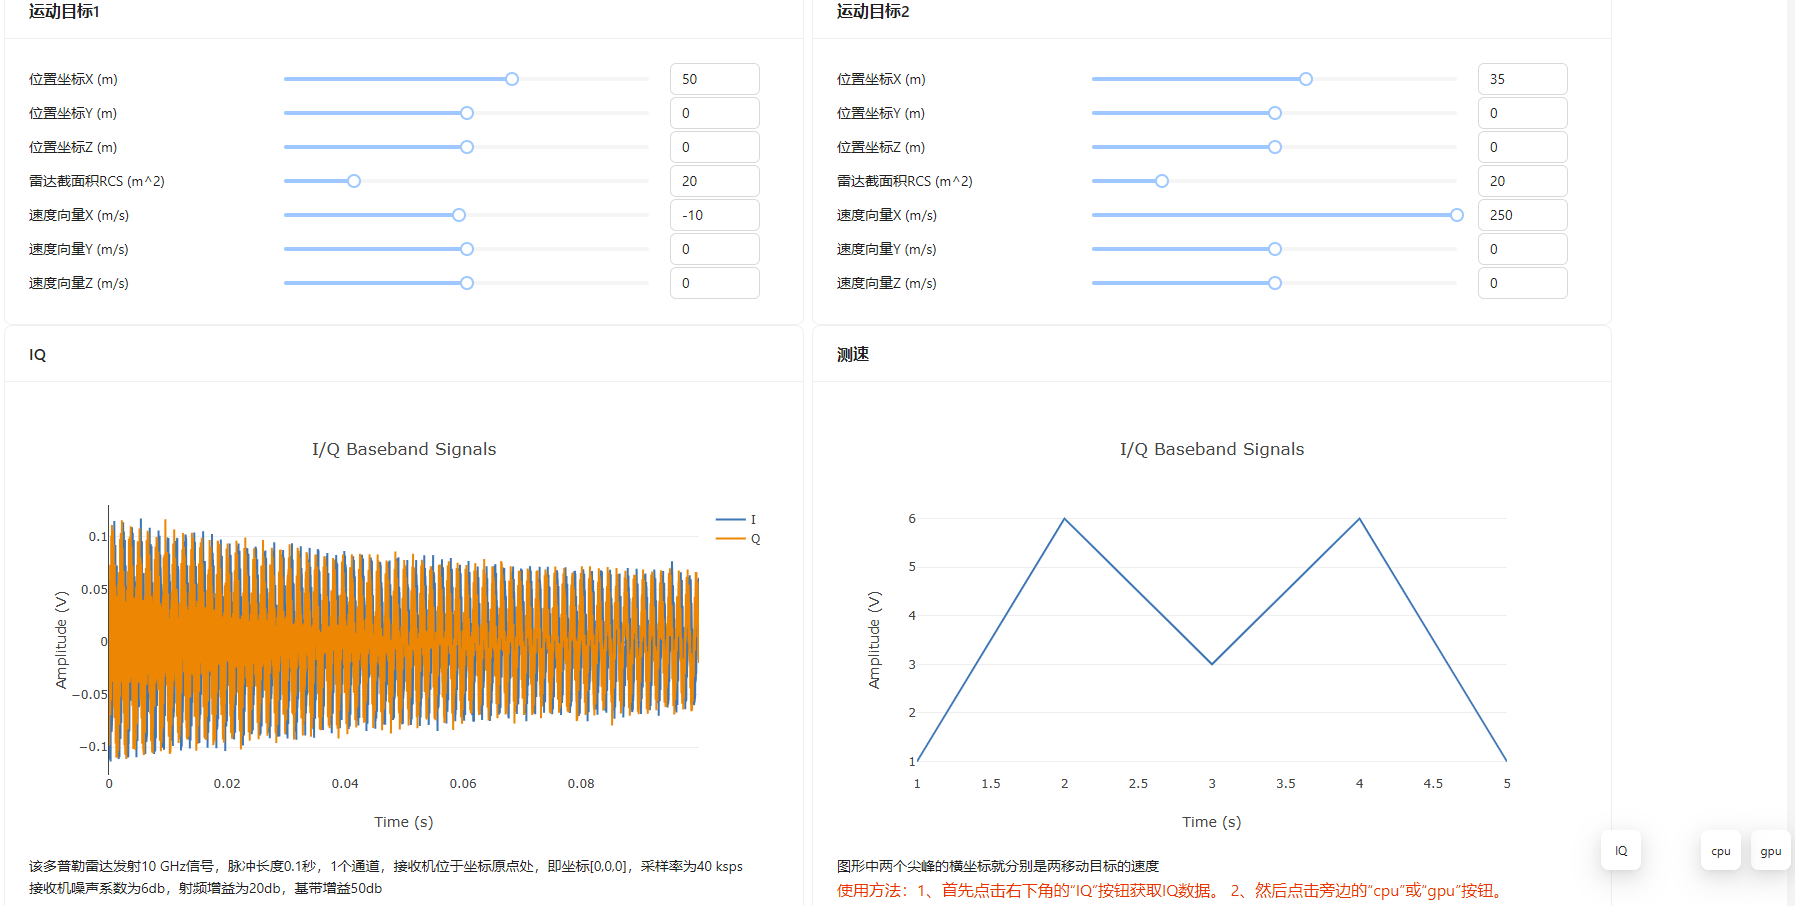 运动目标1
位置坐标X (m)
50
位置坐标Y (m)
0
位置坐标Z (m)
0
雷达截面积RCS (m^2)
20
速度向量X (m/s)
-10
速度向量Y (m/s)
0
速度向量Z (m/s)
0
运动目标2
位置坐标X (m)
35
位置坐标Y (m)
0
位置坐标Z (m)
0
雷达截面积RCS (m^2)
20
速度向量X (m/s)
250
速度向量Y (m/s)
0
速度向量Z (m/s)
0
IQ
I/Q Baseband Signals
I
Q
Amplitude (V)
0.1
0.05
0
−0.05
−0.1
0
0.02
0.04
0.06
0.08
Time (s)
该多普勒雷达发射10 GHz信号，脉冲长度0.1秒，1个通道，接收机位于坐标原点处，即坐标[0,0,0]，采样率为40 ksps
接收机噪声系数为6db，射频增益为20db，基带增益50db
测速
I/Q Baseband Signals
Amplitude (V)
6
5
4
3
2
1
1
1.5
2
2.5
3
3.5
4
4.5
5
Time (s)
图形中两个尖峰的横坐标就分别是两移动目标的速度
使用方法：1、首先点击右下角的“IQ”按钮获取IQ数据。 2、然后点击旁边的“cpu”或“gpu”按钮。
IQ
cpu
gpu